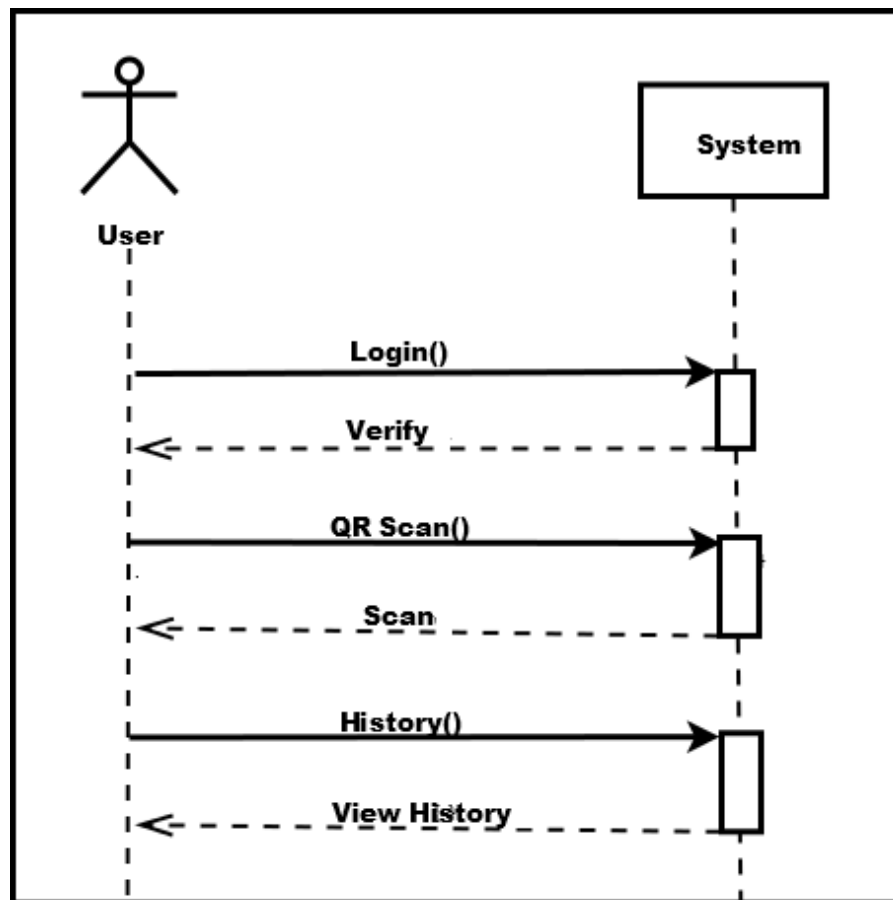 System
User
Login()
Verify
QR Scan()
Scan
History()
View History